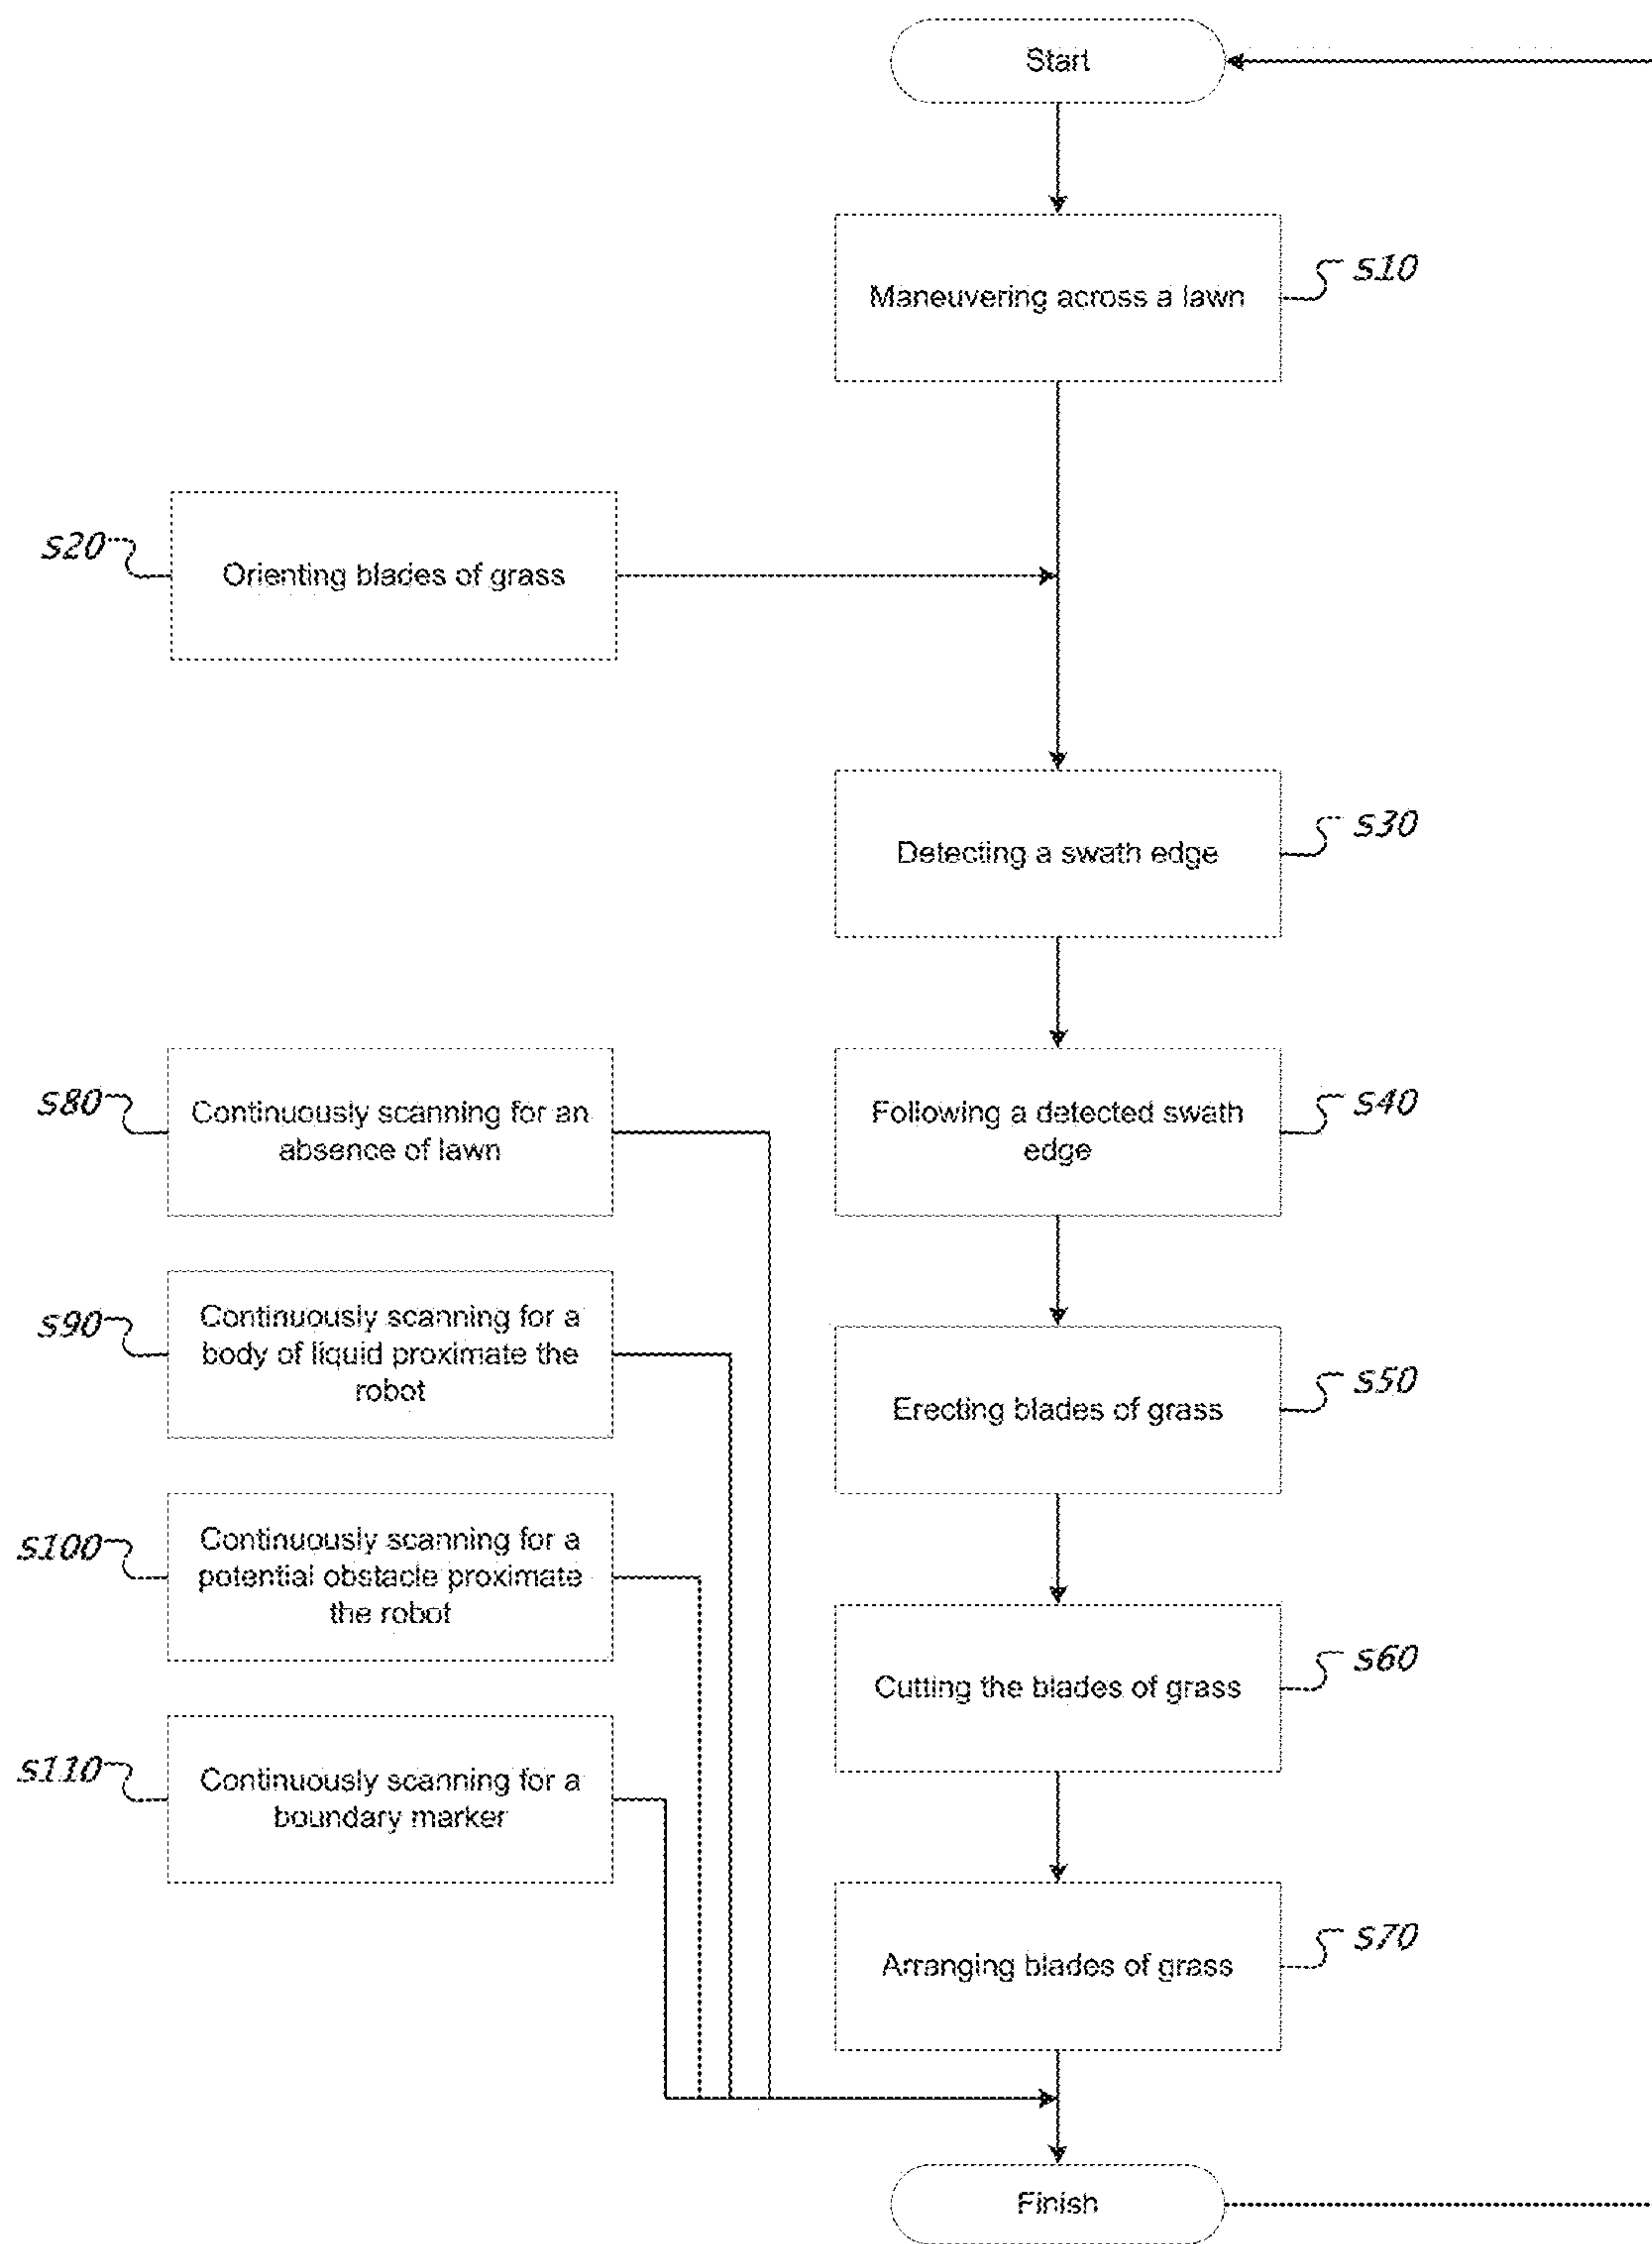 Start
Maneuvering across a lawn
S10
S20
Orienting blades of grass
Detecting a swath edge
S30
S80
Continuously scanning for an
absence of lawn
Following a detected swath
edge
S40
S90
Continuously scanning for a
body of liquid proximate the
robot
Erecting blades of grass
S50
S100
Continuously scanning for a
potential obstacle proximate
the robot
Cutting the blades of grass
S60
S110
Continuously scanning for a
boundary marker
Arranging blades of grass
S70
Finish